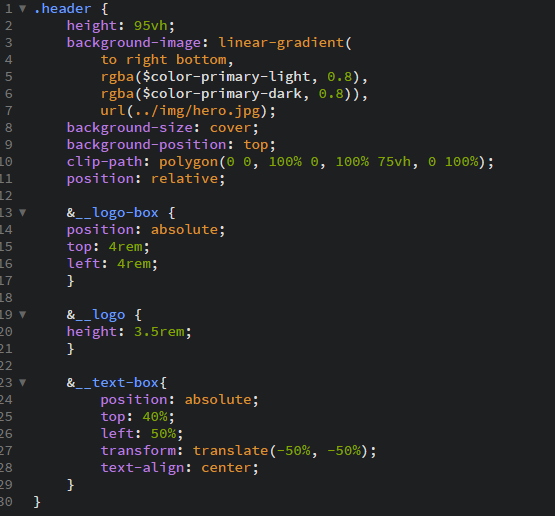 1 ▼ .header {
2 height: 95vh;
3 background-image: linear-gradient(
4 to right bottom,
5 rgba($color-primary-light, 0.8),
6 rgba($color-primary-dark, 0.8)),
7 url(../img/hero.jpg);
8 background-size: cover;
9 background-position: top;
10 clip-path: polygon(0 0, 100% 0, 100% 75vh, 0 100%);
11 position: relative;
12
13 ▼ &__logo-box {
14 position: absolute;
15 top: 4rem;
16 left: 4rem;
17 }
18
19 ▼ &__logo {
20 height: 3.5rem;
21 }
22
23 ▼ &__text-box{
24 position: absolute;
25 top: 40%;
26 left: 50%;
27 transform: translate(-50%, -50%);
28 text-align: center;
29 }
30 }